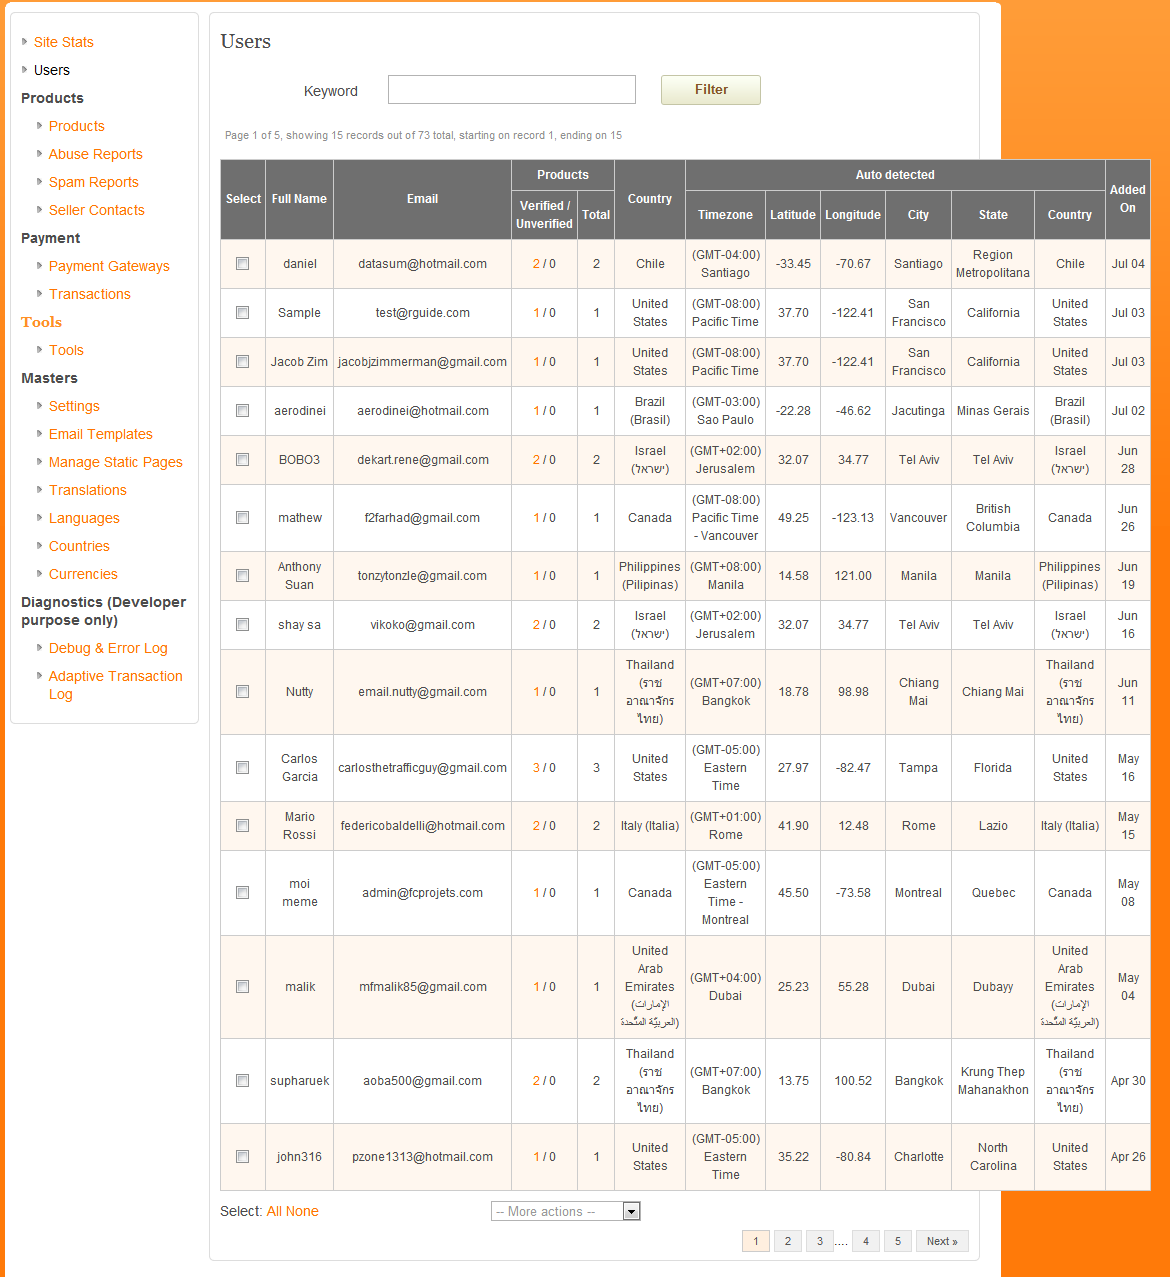 Site Stats
Users
Products
Products
Abuse Reports
Spam Reports
Seller Contacts
Payment
Payment Gateways
Transactions
Tools
Tools
Masters
Settings
Email Templates
Manage Static Pages
Translations
Languages
Countries
Currencies
Diagnostics (Developer
purpose only)
Debug & Error Log
Adaptive Transaction
Log
Users
Keyword Filter
Page 1 of 5, showing 15 records out of 73 total, starting on record 1, ending on 15
Select Full Name Email Products Country Auto detected Added On
Verified / Unverified Total Timezone Latitude Longitude City State Country
daniel datasum@hotmail.com 2 / 0 2 Chile (GMT-04:00) Santiago -33.45 -70.67 Santiago Region Metropolitana Chile Jul 04
Sample test@rguide.com 1 / 0 1 United States (GMT-08:00) Pacific Time 37.70 -122.41 San Francisco California United States Jul 03
Jacob Zim jacobjzimmerman@gmail.com 1 / 0 1 United States (GMT-08:00) Pacific Time 37.70 -122.41 San Francisco California United States Jul 03
aerodinei aerodinei@hotmail.com 1 / 0 1 Brazil (Brasil) (GMT-03:00) Sao Paulo -22.28 -46.62 Jacutinga Minas Gerais Brazil (Brasil) Jul 02
BOBO3 dekart.rene@gmail.com 2 / 0 2 Israel (ישראל) (GMT+02:00) Jerusalem 32.07 34.77 Tel Aviv Tel Aviv Israel (ישראל) Jun 28
mathew f2farhad@gmail.com 1 / 0 1 Canada (GMT-08:00) Pacific Time - Vancouver 49.25 -123.13 Vancouver British Columbia Canada Jun 26
Anthony Suan tonzytonzle@gmail.com 1 / 0 1 Philippines (Pilipinas) (GMT+08:00) Manila 14.58 121.00 Manila Manila Philippines (Pilipinas) Jun 19
shay sa vikoko@gmail.com 2 / 0 2 Israel (ישראל) (GMT+02:00) Jerusalem 32.07 34.77 Tel Aviv Tel Aviv Israel (ישראל) Jun 16
Nutty email.nutty@gmail.com 1 / 0 1 Thailand (ราชอาณาจักรไทย) (GMT+07:00) Bangkok 18.78 98.98 Chiang Mai Chiang Mai Thailand (ราชอาณาจักรไทย) Jun 11
Carlos Garcia carlosthetrafficguy@gmail.com 3 / 0 3 United States (GMT-05:00) Eastern Time 27.97 -82.47 Tampa Florida United States May 16
Mario Rossi federicobaldelli@hotmail.com 2 / 0 2 Italy (Italia) (GMT+01:00) Rome 41.90 12.48 Rome Lazio Italy (Italia) May 15
moi meme admin@fcprojets.com 1 / 0 1 Canada (GMT-05:00) Eastern Time - Montreal 45.50 -73.58 Montreal Quebec Canada May 08
malik mfmalik85@gmail.com 1 / 0 1 United Arab Emirates (الإمارات العربيّة المتّحدة) (GMT+04:00) Dubai 25.23 55.28 Dubai Dubayy United Arab Emirates (الإمارات العربيّة المتّحدة) May 04
supharuek aoba500@gmail.com 2 / 0 2 Thailand (ราชอาณาจักรไทย) (GMT+07:00) Bangkok 13.75 100.52 Bangkok Krung Thep Mahanakhon Thailand (ราชอาณาจักรไทย) Apr 30
john316 pzone1313@hotmail.com 1 / 0 1 United States (GMT-05:00) Eastern Time 35.22 -80.84 Charlotte North Carolina United States Apr 26
Select: All None -- More actions --
1 2 3 .... 4 5 Next »